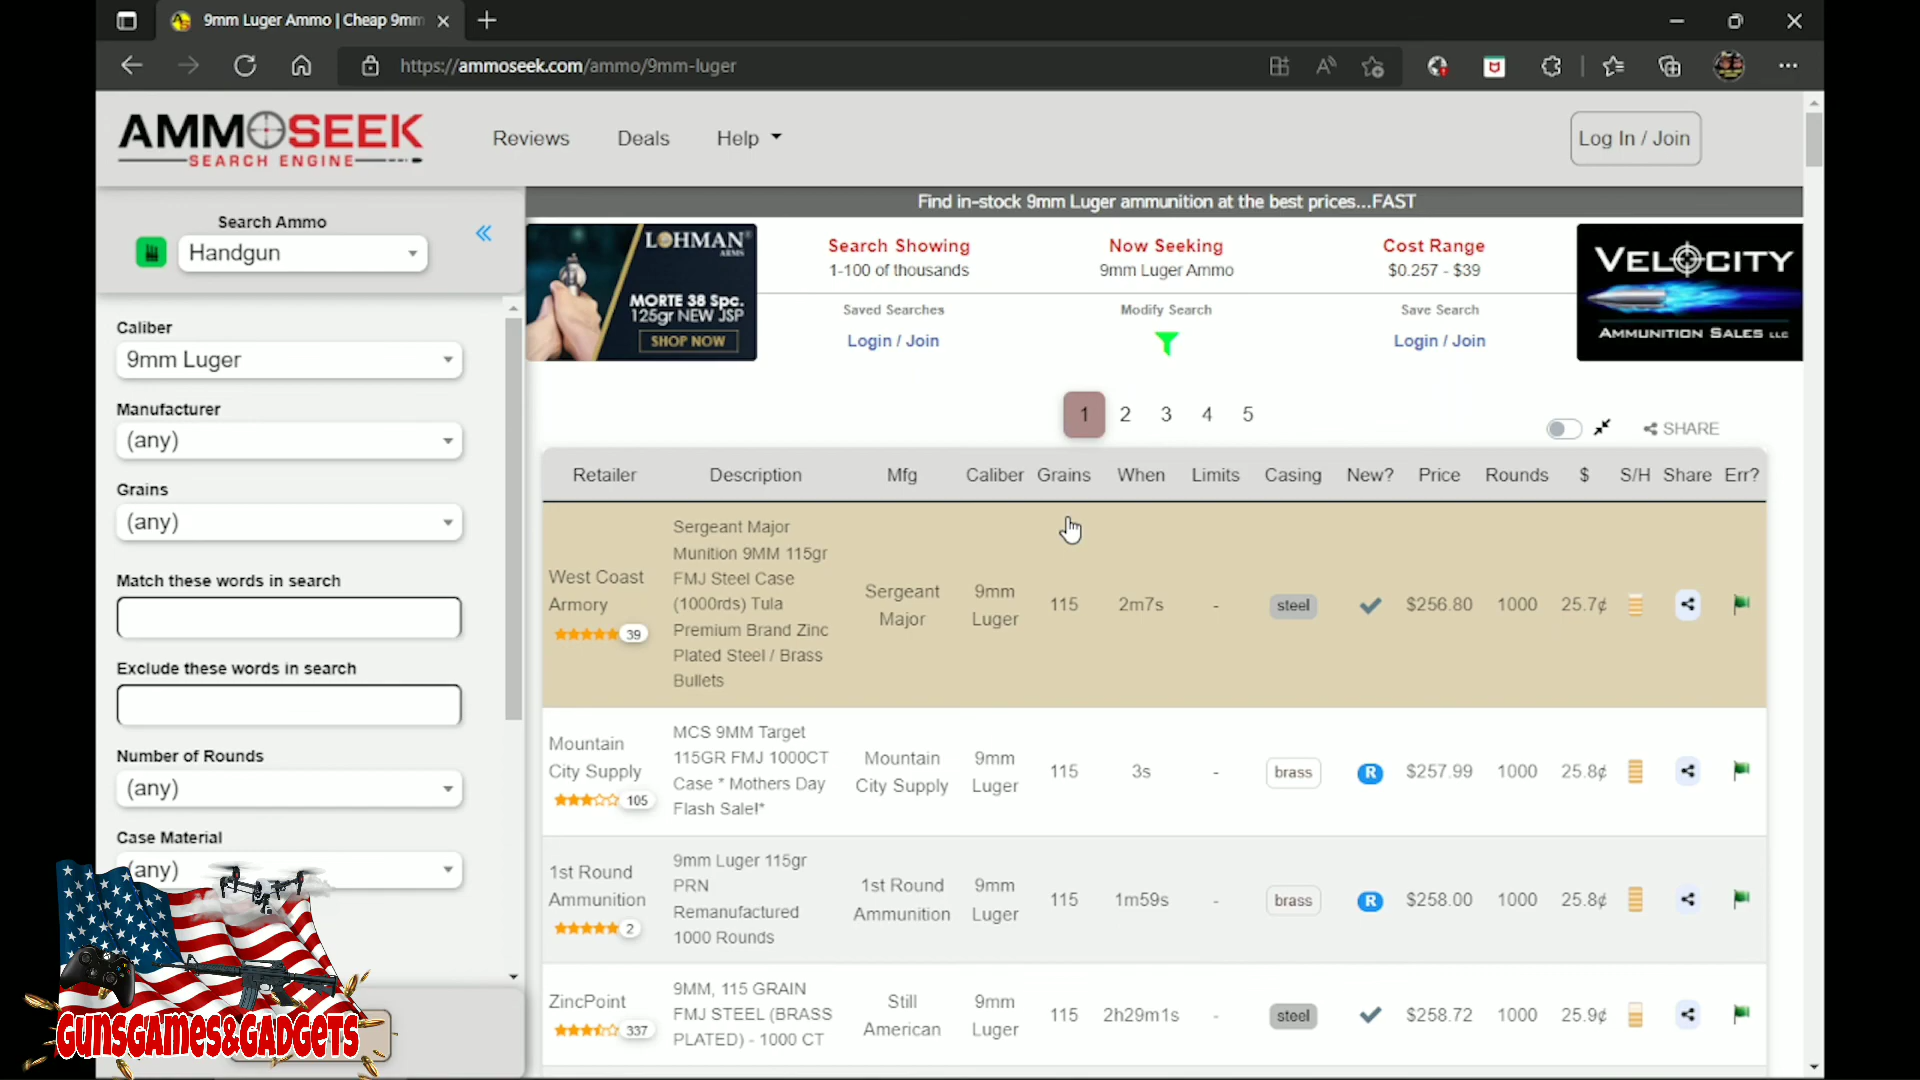 9mm Luger Ammo | Cheap 9mm
https://ammoseek.com/ammo/9mm-luger
AMMOSEEK
SEARCH ENGINE
Reviews
Deals
Help
Log In / Join
Search Ammo
Handgun
Caliber
9mm Luger
Manufacturer
(any)
Grains
(any)
Match these words in search
Exclude these words in search
Number of Rounds
(any)
Case Material
(any)
GUNSGAMES&GADGETS
Find in-stock 9mm Luger ammunition at the best prices...FAST
LOHMAN
ARMS
MORTE 38 Spc.
125gr NEW JSP
SHOP NOW
Search Showing
1-100 of thousands
Saved Searches
Login / Join
Now Seeking
9mm Luger Ammo
Modify Search
Cost Range
$0.257 - $39
Save Search
Login / Join
VELOCITY
AMMUNITION SALES LLC
1 2 3 4 5
SHARE
Retailer Description Mfg Caliber Grains When Limits Casing New? Price Rounds $ S/H Share Err?
West Coast
Armory
39
Sergeant Major
Munition 9MM 115gr
FMJ Steel Case
(1000rds) Tula
Premium Brand Zinc
Plated Steel / Brass
Bullets
Sergeant
Major
9mm
Luger
115 2m7s - steel $256.80 1000 25.7¢
Mountain
City Supply
105
MCS 9MM Target
115GR FMJ 1000CT
Case * Mothers Day
Flash Sale!*
Mountain
City Supply
9mm
Luger
115 3s - brass R $257.99 1000 25.8¢
1st Round
Ammunition
2
9mm Luger 115gr
PRN
Remanufactured
1000 Rounds
1st Round
Ammunition
9mm
Luger
115 1m59s - brass R $258.00 1000 25.8¢
ZincPoint
337
9MM, 115 GRAIN
FMJ STEEL (BRASS
PLATED) - 1000 CT
Still
American
9mm
Luger
115 2h29m1s - steel $258.72 1000 25.9¢